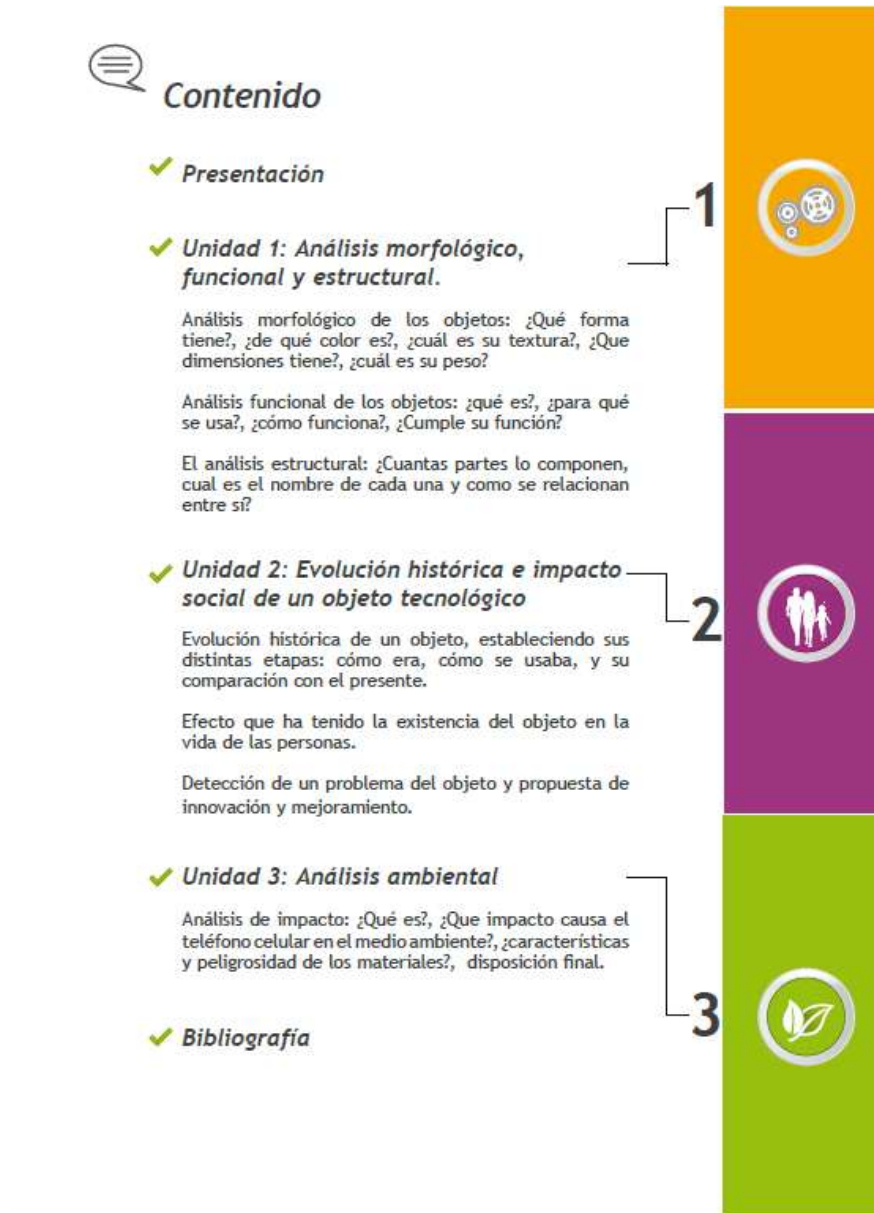 Contenido
Presentación
1
Unidad 1: Análisis morfológico,
funcional y estructural.
Análisis morfológico de los objetos: ¿Qué forma
tiene?, ¿de qué color es?, ¿cuál es su textura?, ¿Que
dimensiones tiene?, ¿cuál es su peso?
Análisis funcional de los objetos: ¿qué es?, ¿para qué
se usa?, ¿cómo funciona?, ¿Cumple su función?
El análisis estructural: ¿Cuantas partes lo componen,
cual es el nombre de cada una y como se relacionan
entre sí?
Unidad 2: Evolución histórica e impacto
social de un objeto tecnológico
2
Evolución histórica de un objeto, estableciendo sus
distintas etapas: cómo era, cómo se usaba, y su
comparación con el presente.
Efecto que ha tenido la existencia del objeto en la
vida de las personas.
Detección de un problema del objeto y propuesta de
innovación y mejoramiento.
Unidad 3: Análisis ambiental
Análisis de impacto: ¿Qué es?, ¿Que impacto causa el
teléfono celular en el medio ambiente?, ¿características
y peligrosidad de los materiales?, disposición final.
3
Bibliografía